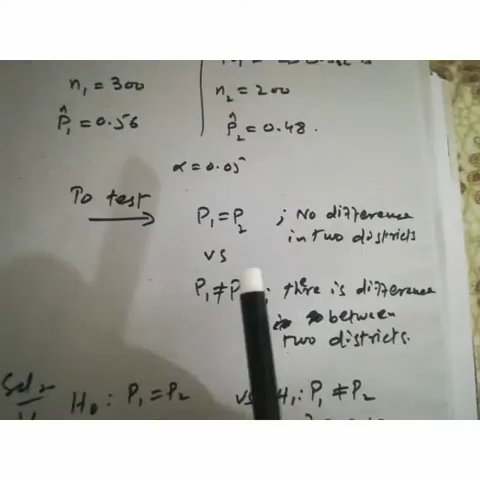 n₁ = 300
n₂ = 200
P̂₁ = 0.56
P̂₂ = 0.48.
α = 0.05
To test
P₁ = P₂ ; No difference
in two districts
vs
P₁ ≠ P ; there is difference
between
two districts.
H₀ : P₁ = P₂ vs H₁ : P₁ ≠ P₂